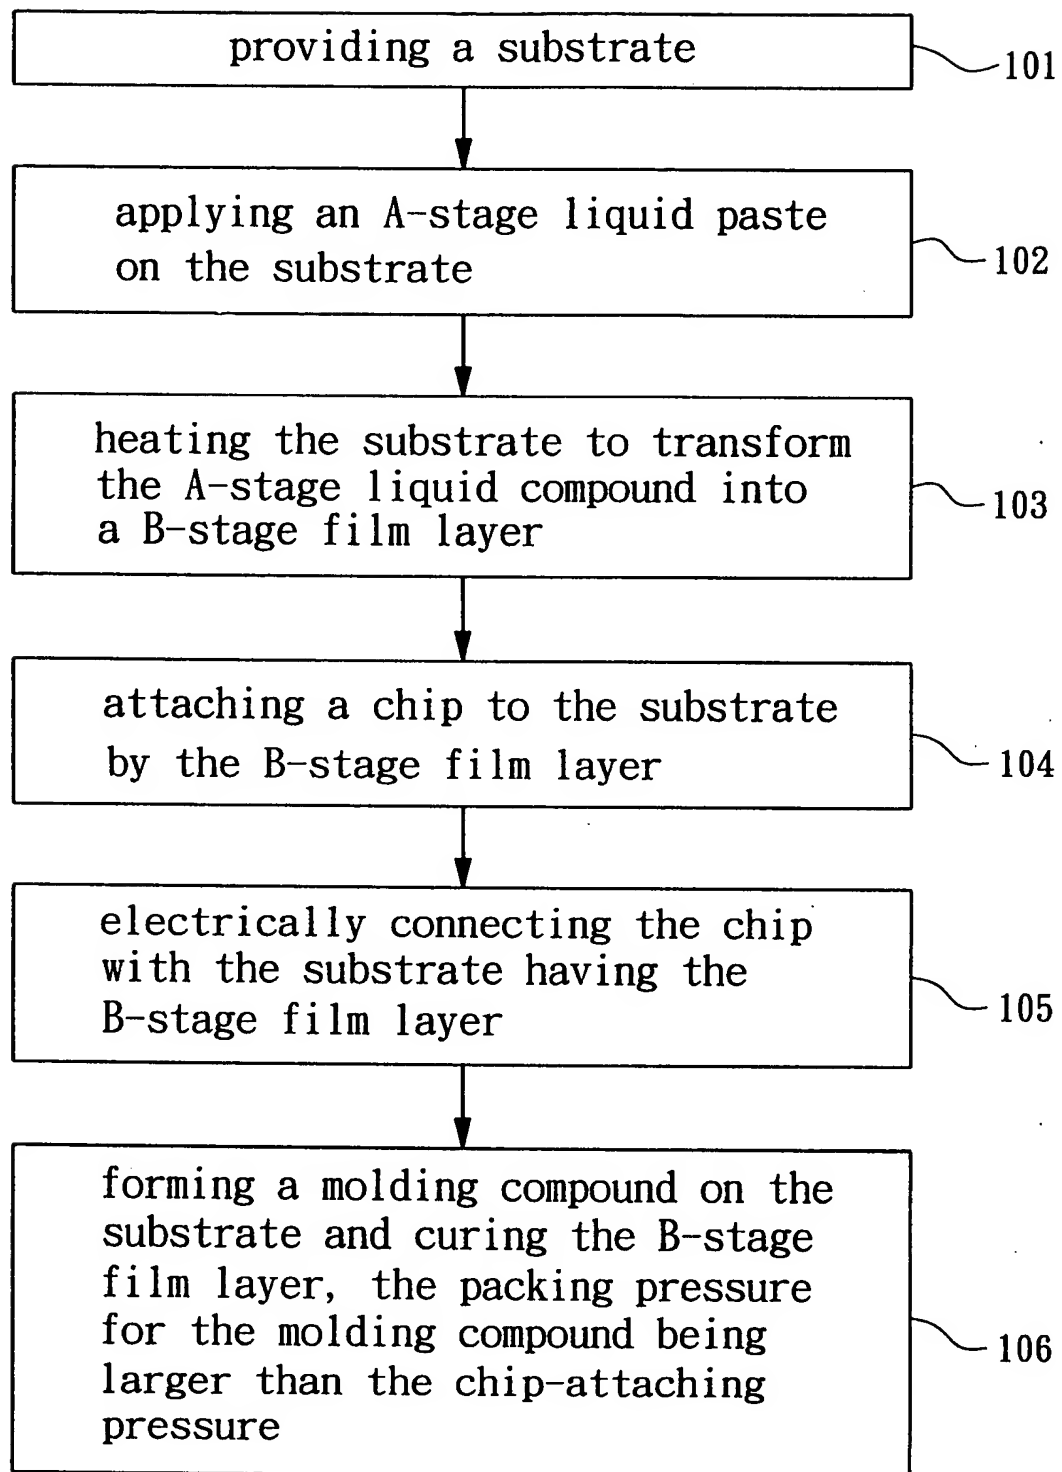 providing a substrate
101
applying an A-stage liquid paste
on the substrate
102
heating the substrate to transform
the A-stage liquid compound into
a B-stage film layer
103
attaching a chip to the substrate
by the B-stage film layer
104
electrically connecting the chip
with the substrate having the
B-stage film layer
105
forming a molding compound on the
substrate and curing the B-stage
film layer, the packing pressure
for the molding compound being
larger than the chip-attaching
pressure
106